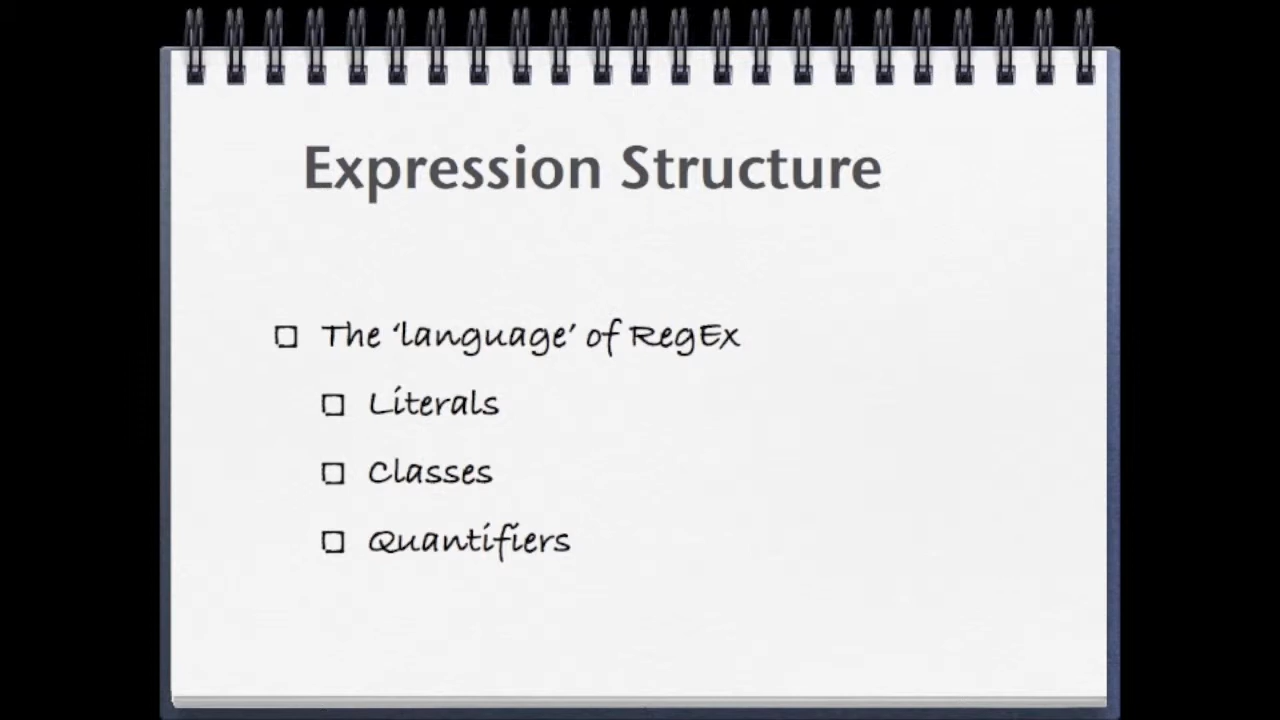 Expression Structure
The ‘language’ of RegEx
Literals
Classes
Quantifiers